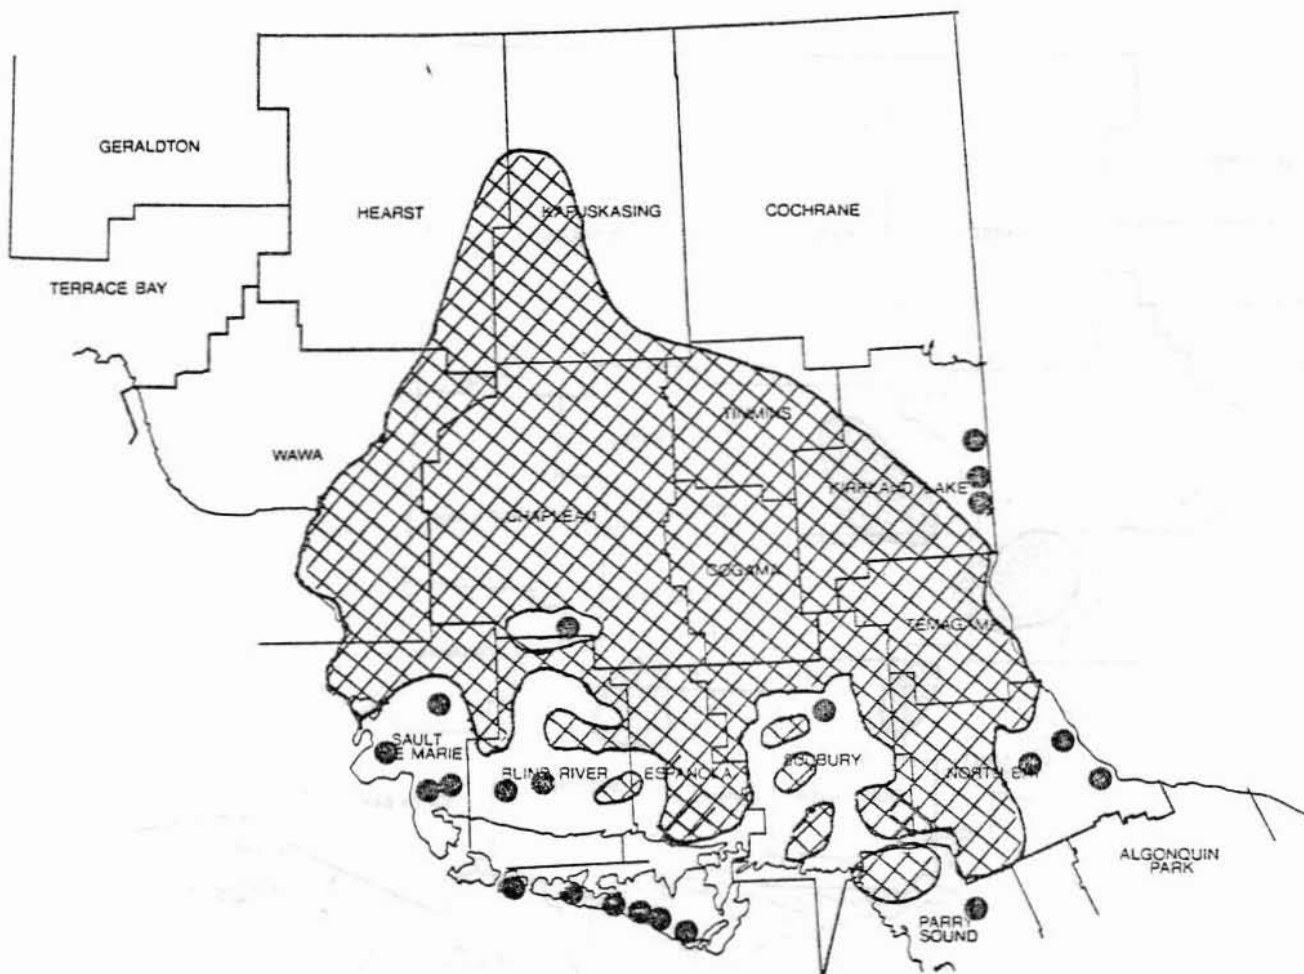 GERALDTON
HEARST
KAPUSKASING
COCHRANE
TERRACE BAY
TIMMINS
WAWA
KIRKLAND LAKE
CHAPLEAU
GOGAMA
TEMAGAMI
SAULT
STE MARIE
BLIND RIVER
ESPANOLA
SUDBURY
NORTH BAY
ALGONQUIN
PARK
PARRY
SOUND